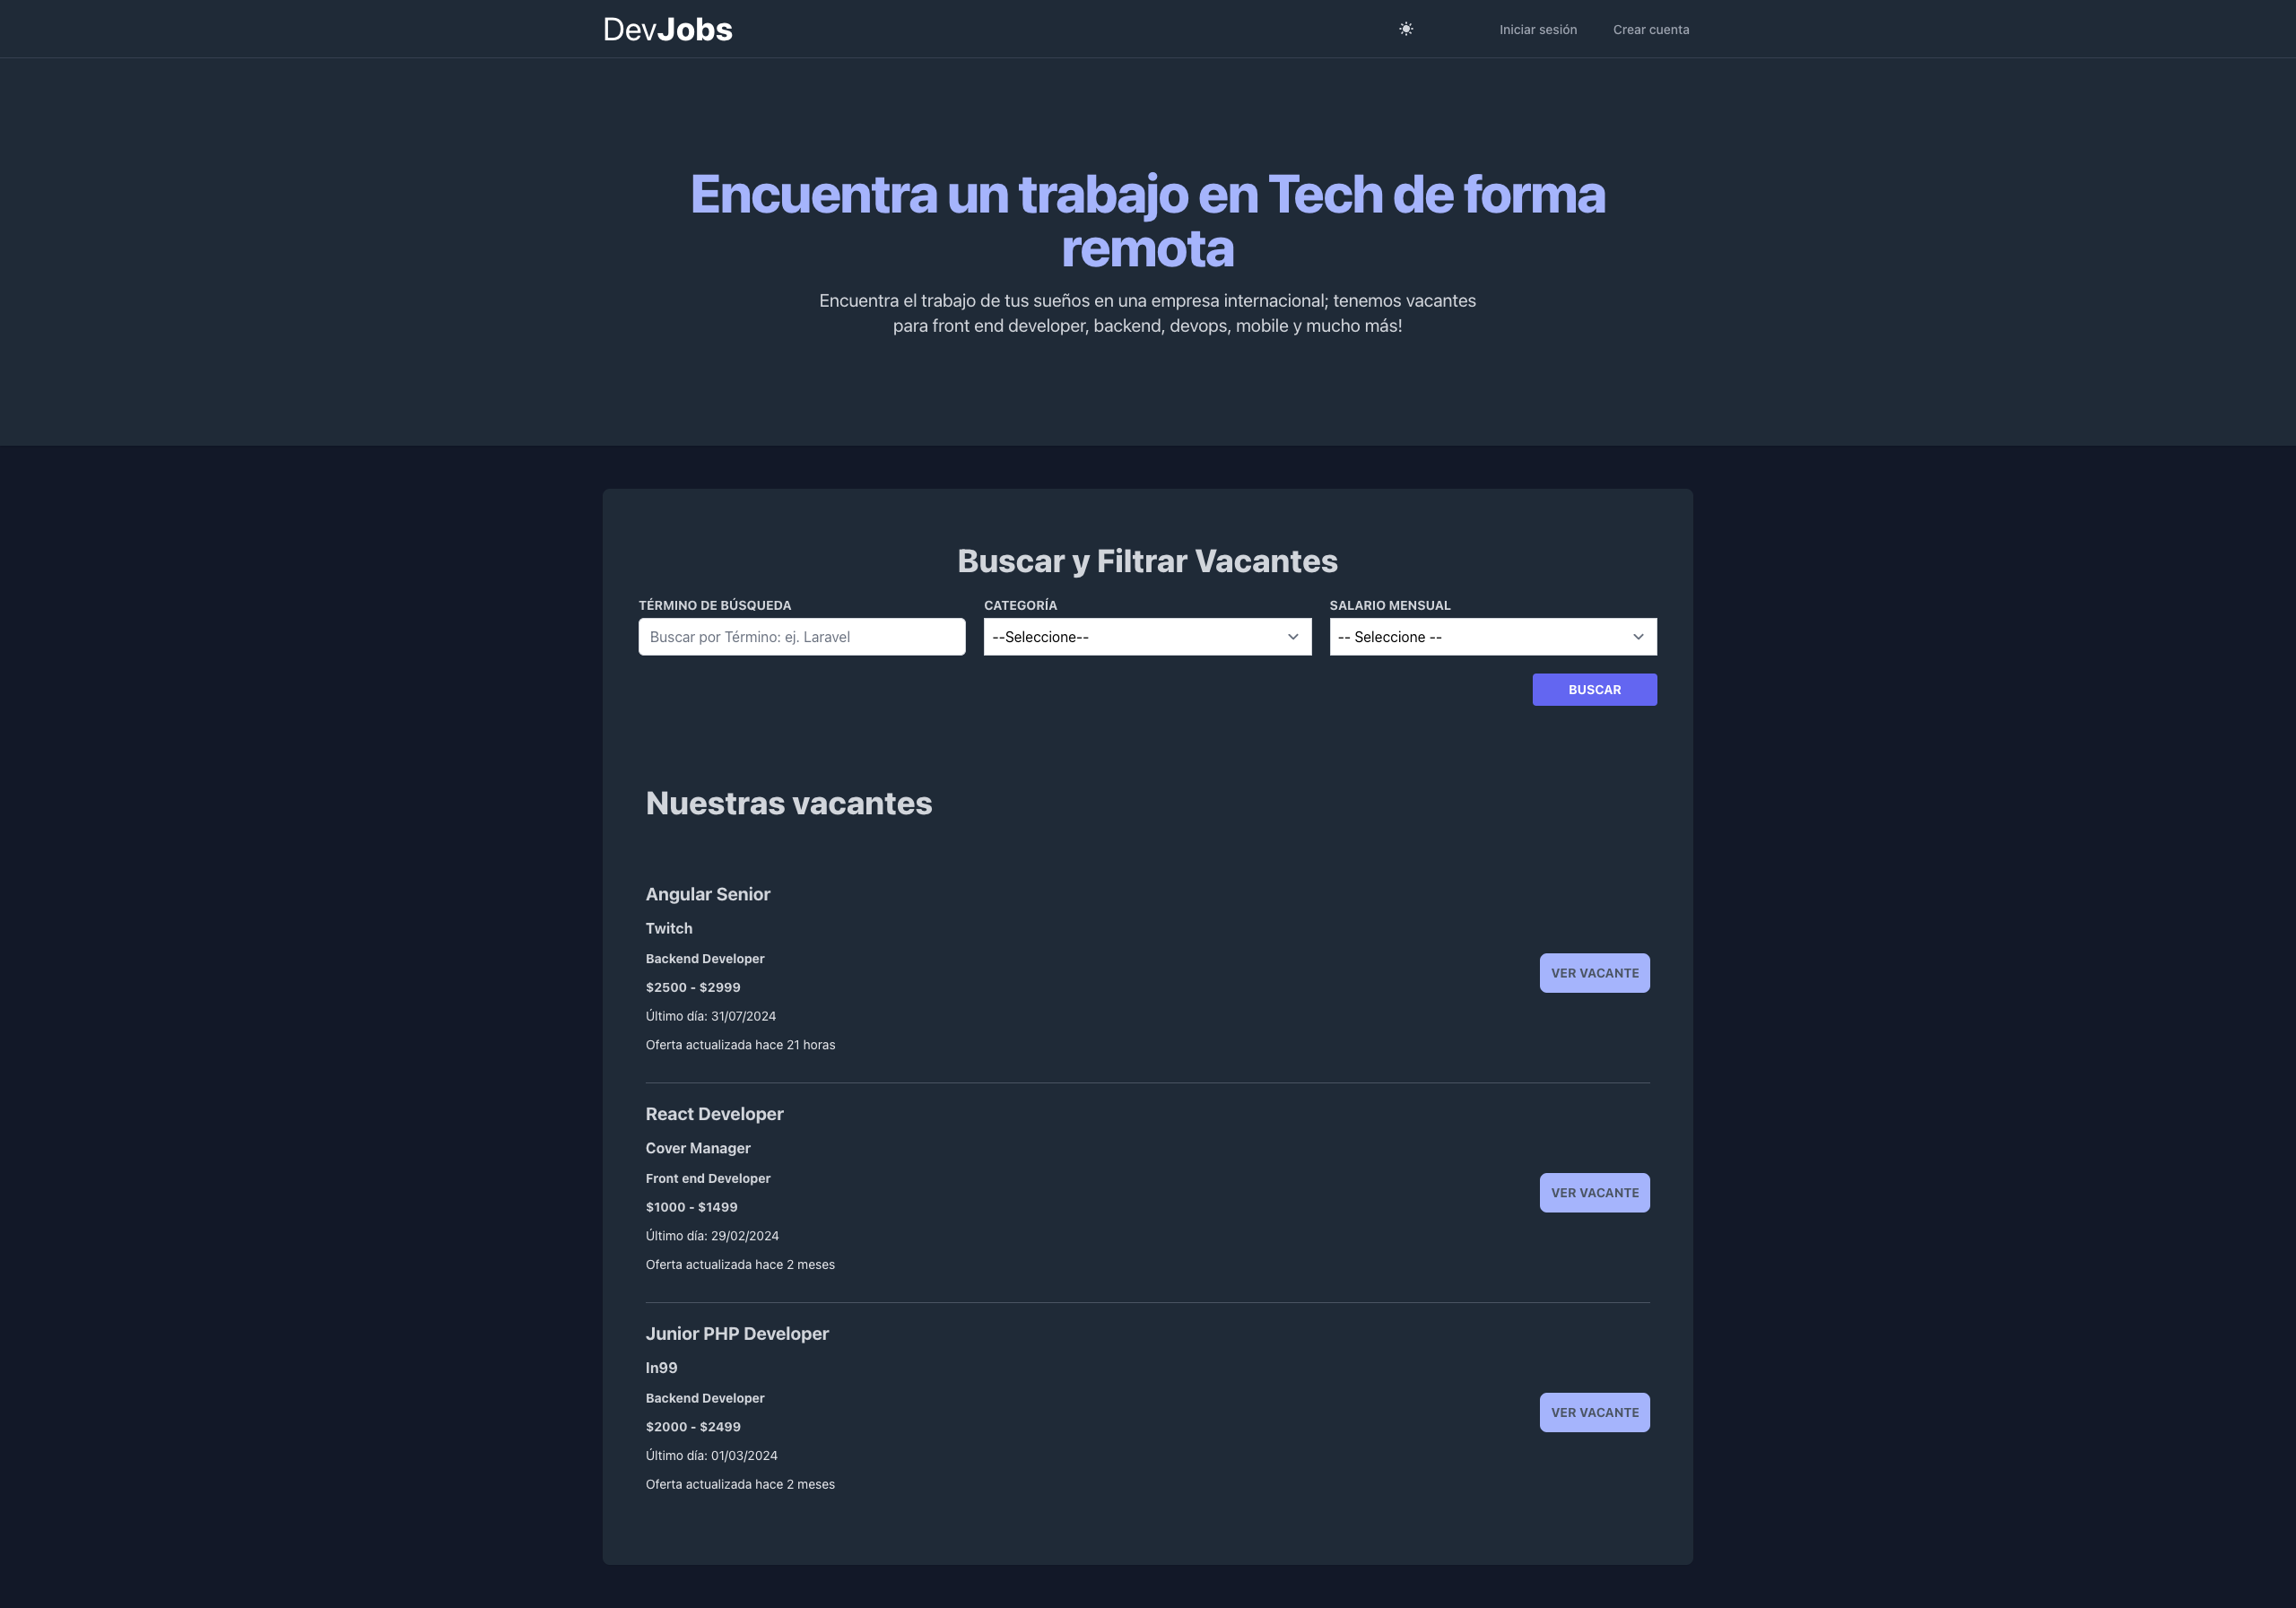 DevJobs
Iniciar sesión
Crear cuenta
Encuentra un trabajo en Tech de forma
remota
Encuentra el trabajo de tus sueños en una empresa internacional; tenemos vacantes
para front end developer, backend, devops, mobile y mucho más!
Buscar y Filtrar Vacantes
TÉRMINO DE BÚSQUEDA
Buscar por Término: ej. Laravel
CATEGORÍA
--Seleccione--
SALARIO MENSUAL
-- Seleccione --
BUSCAR
Nuestras vacantes
Angular Senior
Twitch
Backend Developer
$2500 - $2999
Último día: 31/07/2024
Oferta actualizada hace 21 horas
VER VACANTE
React Developer
Cover Manager
Front end Developer
$1000 - $1499
Último día: 29/02/2024
Oferta actualizada hace 2 meses
VER VACANTE
Junior PHP Developer
In99
Backend Developer
$2000 - $2499
Último día: 01/03/2024
Oferta actualizada hace 2 meses
VER VACANTE